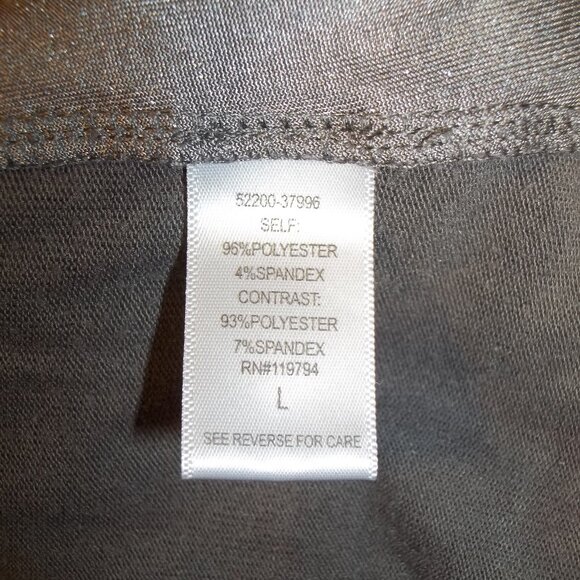 52200-37996
SELF:
96%POLYESTER
4%SPANDEX
CONTRAST:
93%POLYESTER
7%SPANDEX
RN#119794
L
SEE REVERSE FOR CARE